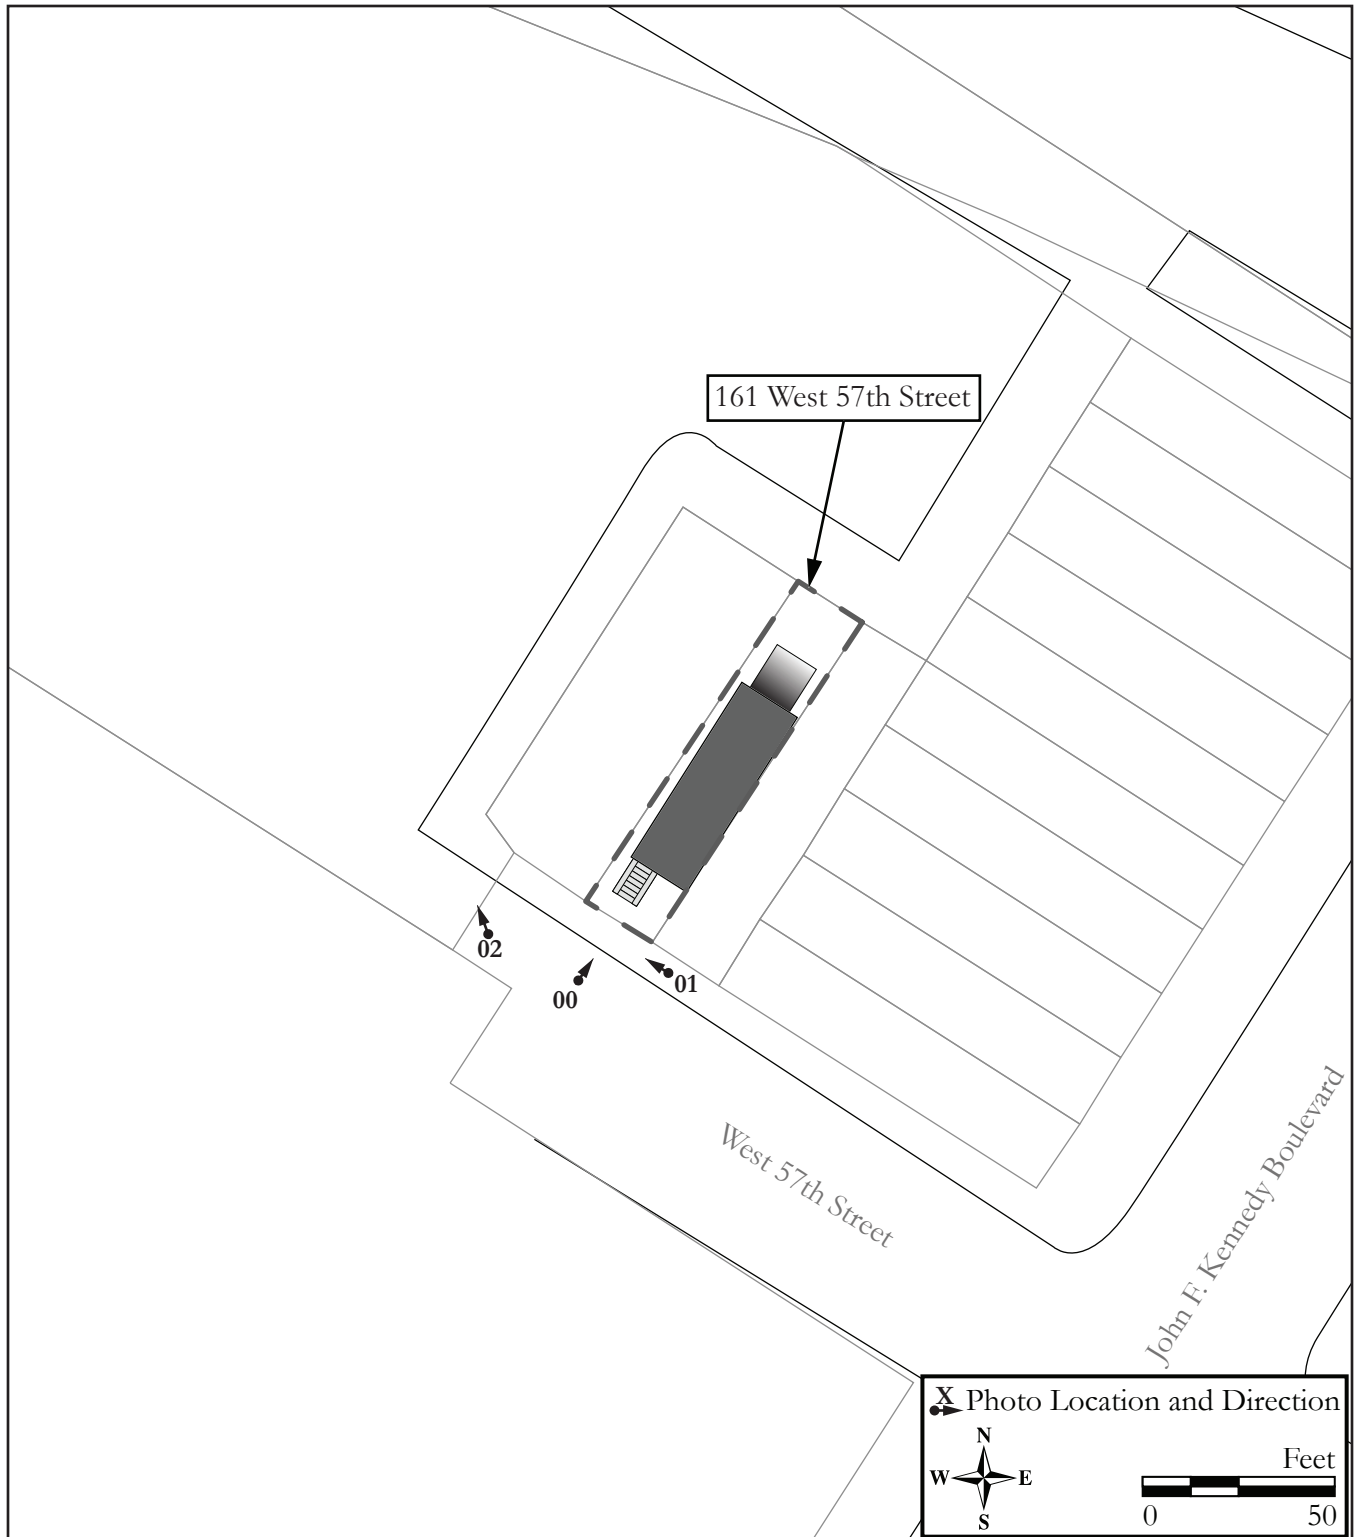 161 West 57th Street
02
00
01
West 57th Street
John F. Kennedy Boulevard
X Photo Location and Direction
N
W E
S
Feet
0 50